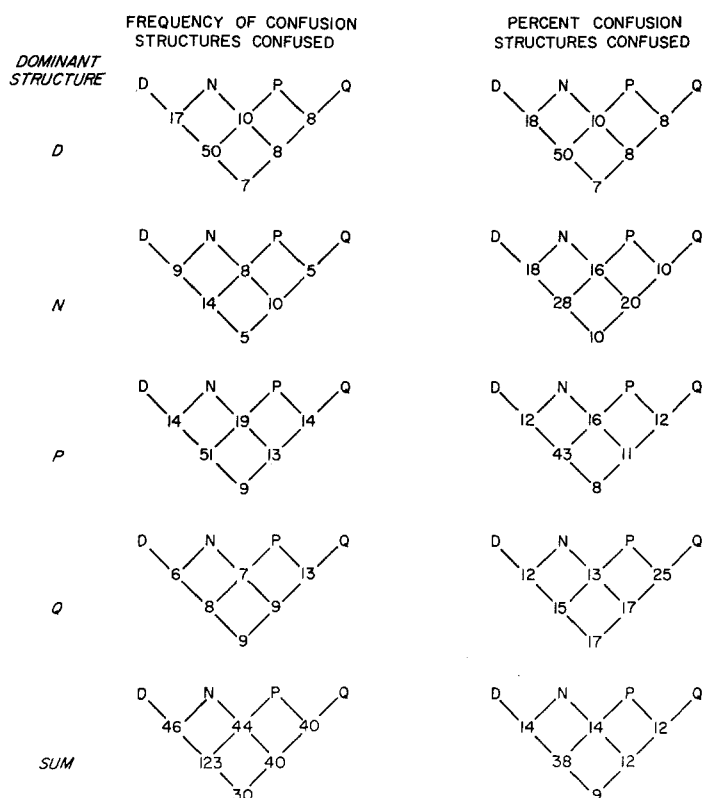 FREQUENCY OF CONFUSION PERCENT CONFUSION
STRUCTURES CONFUSED STRUCTURES CONFUSED
DOMINANT
STRUCTURE
D N P Q D N P Q
17 10 8 18 10 8
D 50 8 50 8
7 7
D N P Q D N P Q
9 8 5 18 16 10
N 14 10 28 20
5 10
D N P Q D N P Q
14 19 14 12 16 12
P 51 13 43 11
9 8
D N P Q D N P Q
6 7 13 12 13 25
Q 8 9 15 17
9 17
D N P Q D N P Q
46 44 40 14 14 12
SUM 123 40 38 12
30 9